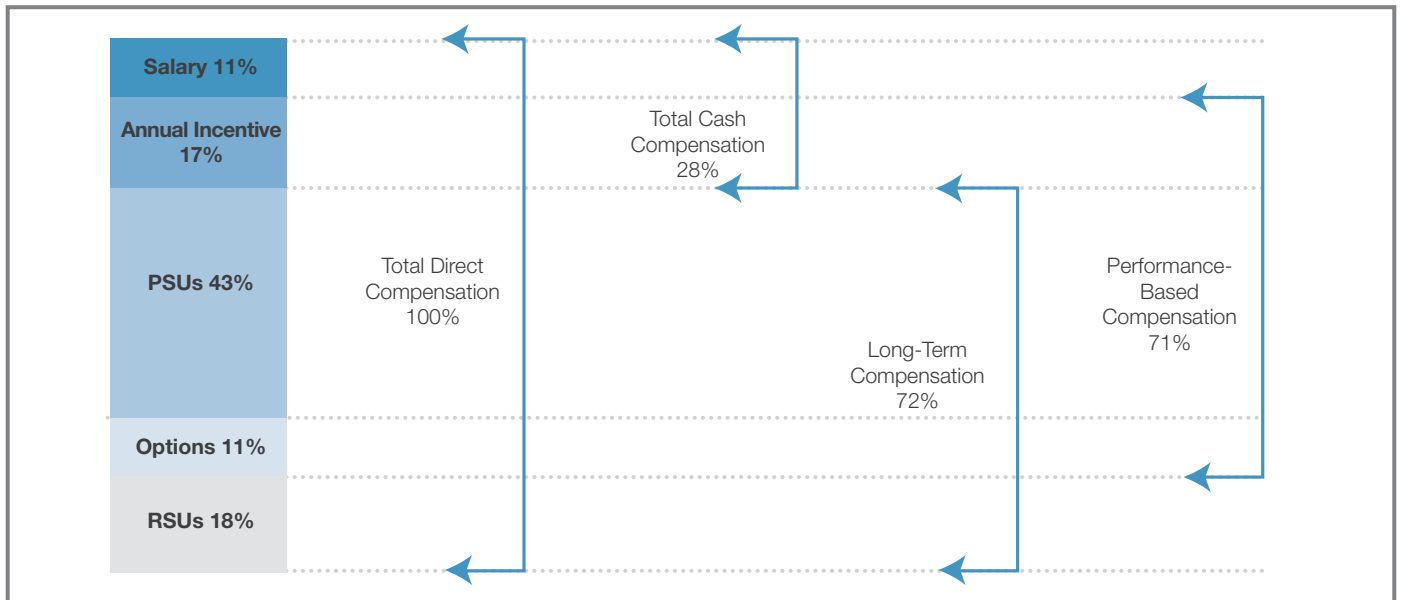 Salary 11%
Annual Incentive
17%
PSUs 43%
Options 11%
RSUs 18%
Total Direct
Compensation
100%
Total Cash
Compensation
28%
Long-Term
Compensation
72%
Performance-
Based
Compensation
71%